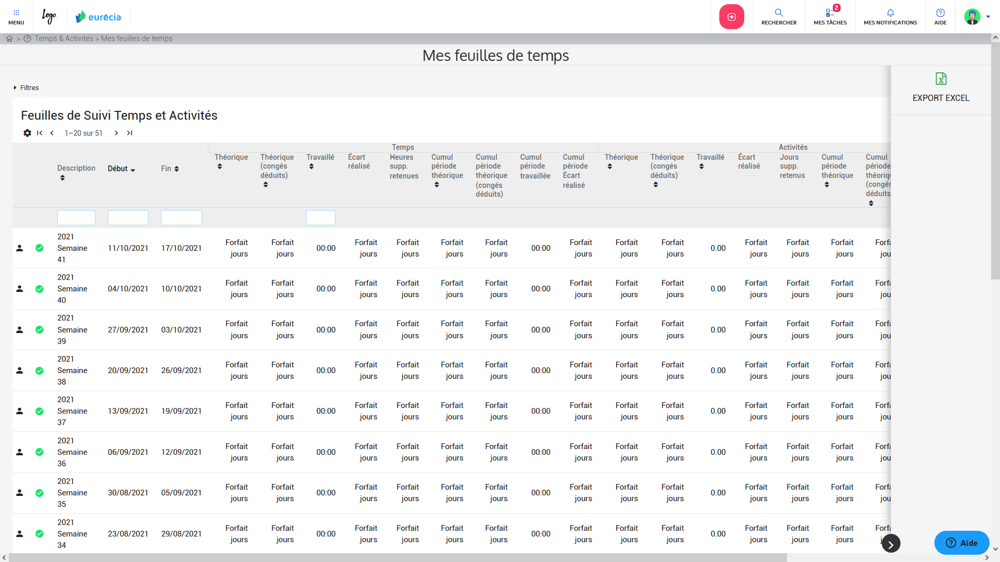 MENU
Logo
eurécia
RECHERCHER
2
MES TÂCHES
MES NOTIFICATIONS
AIDE
> Temps & Activités > Mes feuilles de temps
Mes feuilles de temps
Filtres
EXPORT EXCEL
Feuilles de Suivi Temps et Activités
1–20 sur 51
Temps Activités
Description Début Fin
Théorique
Théorique
(congés
déduits)
Travaillé
Écart
réalisé
Heures
supp.
retenues
Cumul
période
théorique
Cumul
période
théorique
(congés
déduits)
Cumul
période
travaillée
Cumul
période
Écart
réalisé
Théorique
Théorique
(congés
déduits)
Travaillé
Écart
réalisé
Jours
supp.
retenus
Cumul
période
théorique
Cumul
période
théoriq
(congés
déduits
2021
Semaine
41
11/10/2021 17/10/2021
Forfait Forfait Forfait Forfait Forfait Forfait Forfait Forfait Forfait Forfait Forfait Forfait Forfa
jours jours 00:00 jours jours jours jours 00:00 jours jours jours 0.00 jours jours jours jou
2021
Semaine
40
04/10/2021 10/10/2021
Forfait Forfait Forfait Forfait Forfait Forfait Forfait Forfait Forfait Forfait Forfait Forfait Forfa
jours jours 00:00 jours jours jours jours 00:00 jours jours jours 0.00 jours jours jours jou
2021
Semaine
39
27/09/2021 03/10/2021
Forfait Forfait Forfait Forfait Forfait Forfait Forfait Forfait Forfait Forfait Forfait Forfait Forfa
jours jours 00:00 jours jours jours jours 00:00 jours jours jours 0.00 jours jours jours jou
2021
Semaine
38
20/09/2021 26/09/2021
Forfait Forfait Forfait Forfait Forfait Forfait Forfait Forfait Forfait Forfait Forfait Forfait Forfa
jours jours 00:00 jours jours jours jours 00:00 jours jours jours 0.00 jours jours jours jou
2021
Semaine
37
13/09/2021 19/09/2021
Forfait Forfait Forfait Forfait Forfait Forfait Forfait Forfait Forfait Forfait Forfait Forfait Forfa
jours jours 00:00 jours jours jours jours 00:00 jours jours jours 0.00 jours jours jours jou
2021
Semaine
36
06/09/2021 12/09/2021
Forfait Forfait Forfait Forfait Forfait Forfait Forfait Forfait Forfait Forfait Forfait Forfait Forfa
jours jours 00:00 jours jours jours jours 00:00 jours jours jours 0.00 jours jours jours jou
2021
Semaine
35
30/08/2021 05/09/2021
Forfait Forfait Forfait Forfait Forfait Forfait Forfait Forfait Forfait Forfait Forfait Forfait Forfa
jours jours 00:00 jours jours jours jours 00:00 jours jours jours 0.00 jours jours jours jou
2021
Semaine
34
23/08/2021 29/08/2021
Forfait Forfait Forfait Forfait Forfait Forfait Forfait Forfait Forfait Forfait Forfait Forfait Forfa
jours jours 00:00 jours jours jours jours 00:00 jours jours jours 0.00 jours jours jours
Aide